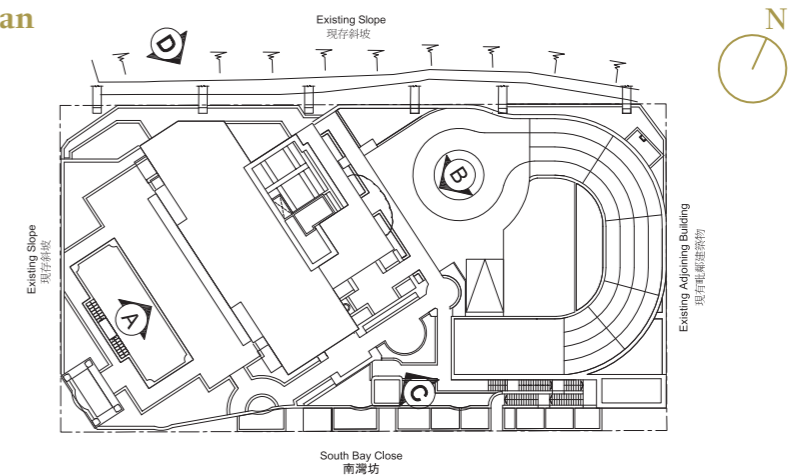 an
N
Existing Slope
現存斜坡
D
B
Existing Slope
現存斜坡
Existing Adjoining Building
現有毗鄰建築物
A
C
South Bay Close
南灣坊